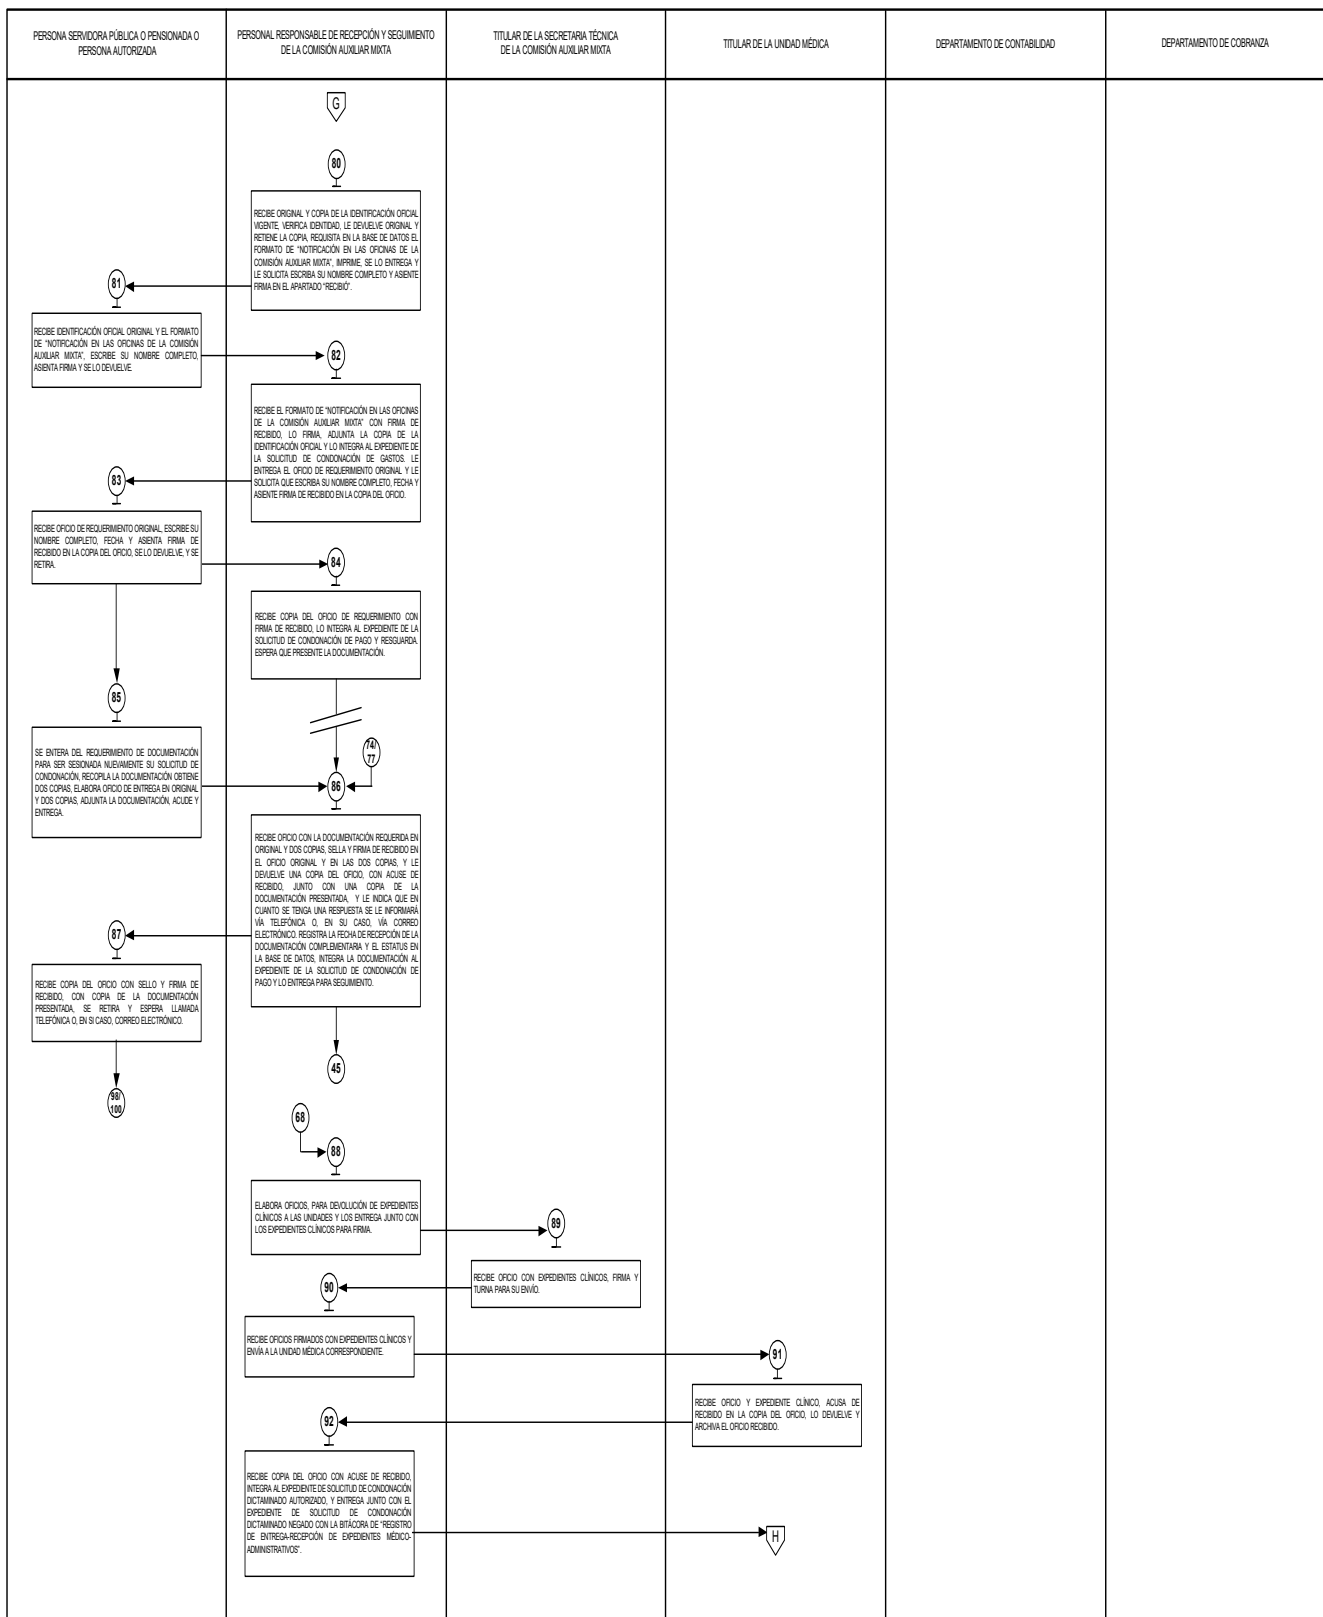 PERSONA SERVIDORA PÚBLICA O PENSIONADA O
PERSONA AUTORIZADA
PERSONAL RESPONSABLE DE RECEPCIÓN Y SEGUIMIENTO
DE LA COMISIÓN AUXILIAR MIXTA
TITULAR DE LA SECRETARIA TÉCNICA
DE LA COMISIÓN AUXILIAR MIXTA
TITULAR DE LA UNIDAD MÉDICA
DEPARTAMENTO DE CONTABILIDAD
DEPARTAMENTO DE COBRANZA
G
80
RECIBE ORIGINAL Y COPIA DE LA IDENTIFICACIÓN OFICIAL
VIGENTE, VERIFICA IDENTIDAD, LE DEVUELVE ORIGINAL Y
RETIENE LA COPIA, REQUISITA EN LA BASE DE DATOS EL
FORMATO DE "NOTIFICACIÓN EN LAS OFICINAS DE LA
COMISIÓN AUXILIAR MIXTA", IMPRIME, SE LO ENTREGA Y
LE SOLICITA ESCRIBA SU NOMBRE COMPLETO Y ASIENTE
FIRMA EN EL APARTADO "RECIBIÓ".
81
RECIBE IDENTIFICACIÓN OFICIAL ORIGINAL Y EL FORMATO
DE "NOTIFICACIÓN EN LAS OFICINAS DE LA COMISIÓN
AUXILIAR MIXTA", ESCRIBE SU NOMBRE COMPLETO,
ASIENTA FIRMA Y SE LO DEVUELVE.
82
RECIBE EL FORMATO DE "NOTIFICACIÓN EN LAS OFICINAS
DE LA COMISIÓN AUXILIAR MIXTA" CON FIRMA DE
RECIBIDO, LO FIRMA, ADJUNTA LA COPIA DE LA
IDENTIFICACIÓN OFICIAL Y LO INTEGRA AL EXPEDIENTE DE
LA SOLICITUD DE CONDONACIÓN DE GASTOS. LE
ENTREGA EL OFICIO DE REQUERIMIENTO ORIGINAL Y LE
SOLICITA QUE ESCRIBA SU NOMBRE COMPLETO, FECHA Y
ASIENTE FIRMA DE RECIBIDO EN LA COPIA DEL OFICIO.
83
RECIBE OFICIO DE REQUERIMIENTO ORIGINAL, ESCRIBE SU
NOMBRE COMPLETO, FECHA Y ASIENTA FIRMA DE
RECIBIDO EN LA COPIA DEL OFICIO, SE LO DEVUELVE, Y SE
RETIRA.
84
RECIBE COPIA DEL OFICIO DE REQUERIMIENTO CON
FIRMA DE RECIBIDO, LO INTEGRA AL EXPEDIENTE DE LA
SOLICITUD DE CONDONACIÓN DE PAGO Y RESGUARDA.
ESPERA QUE PRESENTE LA DOCUMENTACIÓN.
85
SE ENTERA DEL REQUERIMIENTO DE DOCUMENTACIÓN
PARA SER SESIONADA NUEVAMENTE SU SOLICITUD DE
CONDONACIÓN, RECOPILA LA DOCUMENTACIÓN OBTIENE
DOS COPIAS, ELABORA OFICIO DE ENTREGA EN ORIGINAL
Y DOS COPIAS, ADJUNTA LA DOCUMENTACIÓN, ACUDE Y
ENTREGA.
74/
77
86
RECIBE OFICIO CON LA DOCUMENTACIÓN REQUERIDA EN
ORIGINAL Y DOS COPIAS, SELLA Y FIRMA DE RECIBIDO EN
EL OFICIO ORIGINAL Y EN LAS DOS COPIAS, Y LE
DEVUELVE UNA COPIA DEL OFICIO, CON ACUSE DE
RECIBIDO, JUNTO CON UNA COPIA DE LA
DOCUMENTACIÓN PRESENTADA, Y LE INDICA QUE EN
CUANTO SE TENGA UNA RESPUESTA SE LE INFORMARÁ
VÍA TELEFÓNICA O, EN SU CASO, VÍA CORREO
ELECTRÓNICO. REGISTRA LA FECHA DE RECEPCIÓN DE LA
DOCUMENTACIÓN COMPLEMENTARIA Y EL ESTATUS EN
LA BASE DE DATOS, INTEGRA LA DOCUMENTACIÓN AL
EXPEDIENTE DE LA SOLICITUD DE CONDONACIÓN DE
PAGO Y LO ENTREGA PARA SEGUIMIENTO.
87
RECIBE COPIA DEL OFICIO CON SELLO Y FIRMA DE
RECIBIDO, CON COPIA DE LA DOCUMENTACIÓN
PRESENTADA, SE RETIRA Y ESPERA LLAMADA
TELEFÓNICA O, EN SI CASO, CORREO ELECTRÓNICO.
45
98/
100
68
88
ELABORA OFICIOS, PARA DEVOLUCIÓN DE EXPEDIENTES
CLÍNICOS A LAS UNIDADES Y LOS ENTREGA JUNTO CON
LOS EXPEDIENTES CLÍNICOS PARA FIRMA.
89
RECIBE OFICIO CON EXPEDIENTES CLÍNICOS, FIRMA Y
TURNA PARA SU ENVÍO.
90
RECIBE OFICIOS FIRMADOS CON EXPEDIENTES CLÍNICOS Y
ENVÍA A LA UNIDAD MÉDICA CORRESPONDIENTE.
91
RECIBE OFICIO Y EXPEDIENTE CLÍNICO, ACUSA DE
RECIBIDO EN LA COPIA DEL OFICIO, LO DEVUELVE Y
ARCHIVA EL OFICIO RECIBIDO.
92
RECIBE COPIA DEL OFICIO CON ACUSE DE RECIBIDO,
INTEGRA AL EXPEDIENTE DE SOLICITUD DE CONDONACIÓN
DICTAMINADO AUTORIZADO, Y ENTREGA JUNTO CON EL
EXPEDIENTE DE SOLICITUD DE CONDONACIÓN
DICTAMINADO NEGADO CON LA BITÁCORA DE "REGISTRO
DE ENTREGA-RECEPCIÓN DE EXPEDIENTES MÉDICO-
ADMINISTRATIVOS".
H